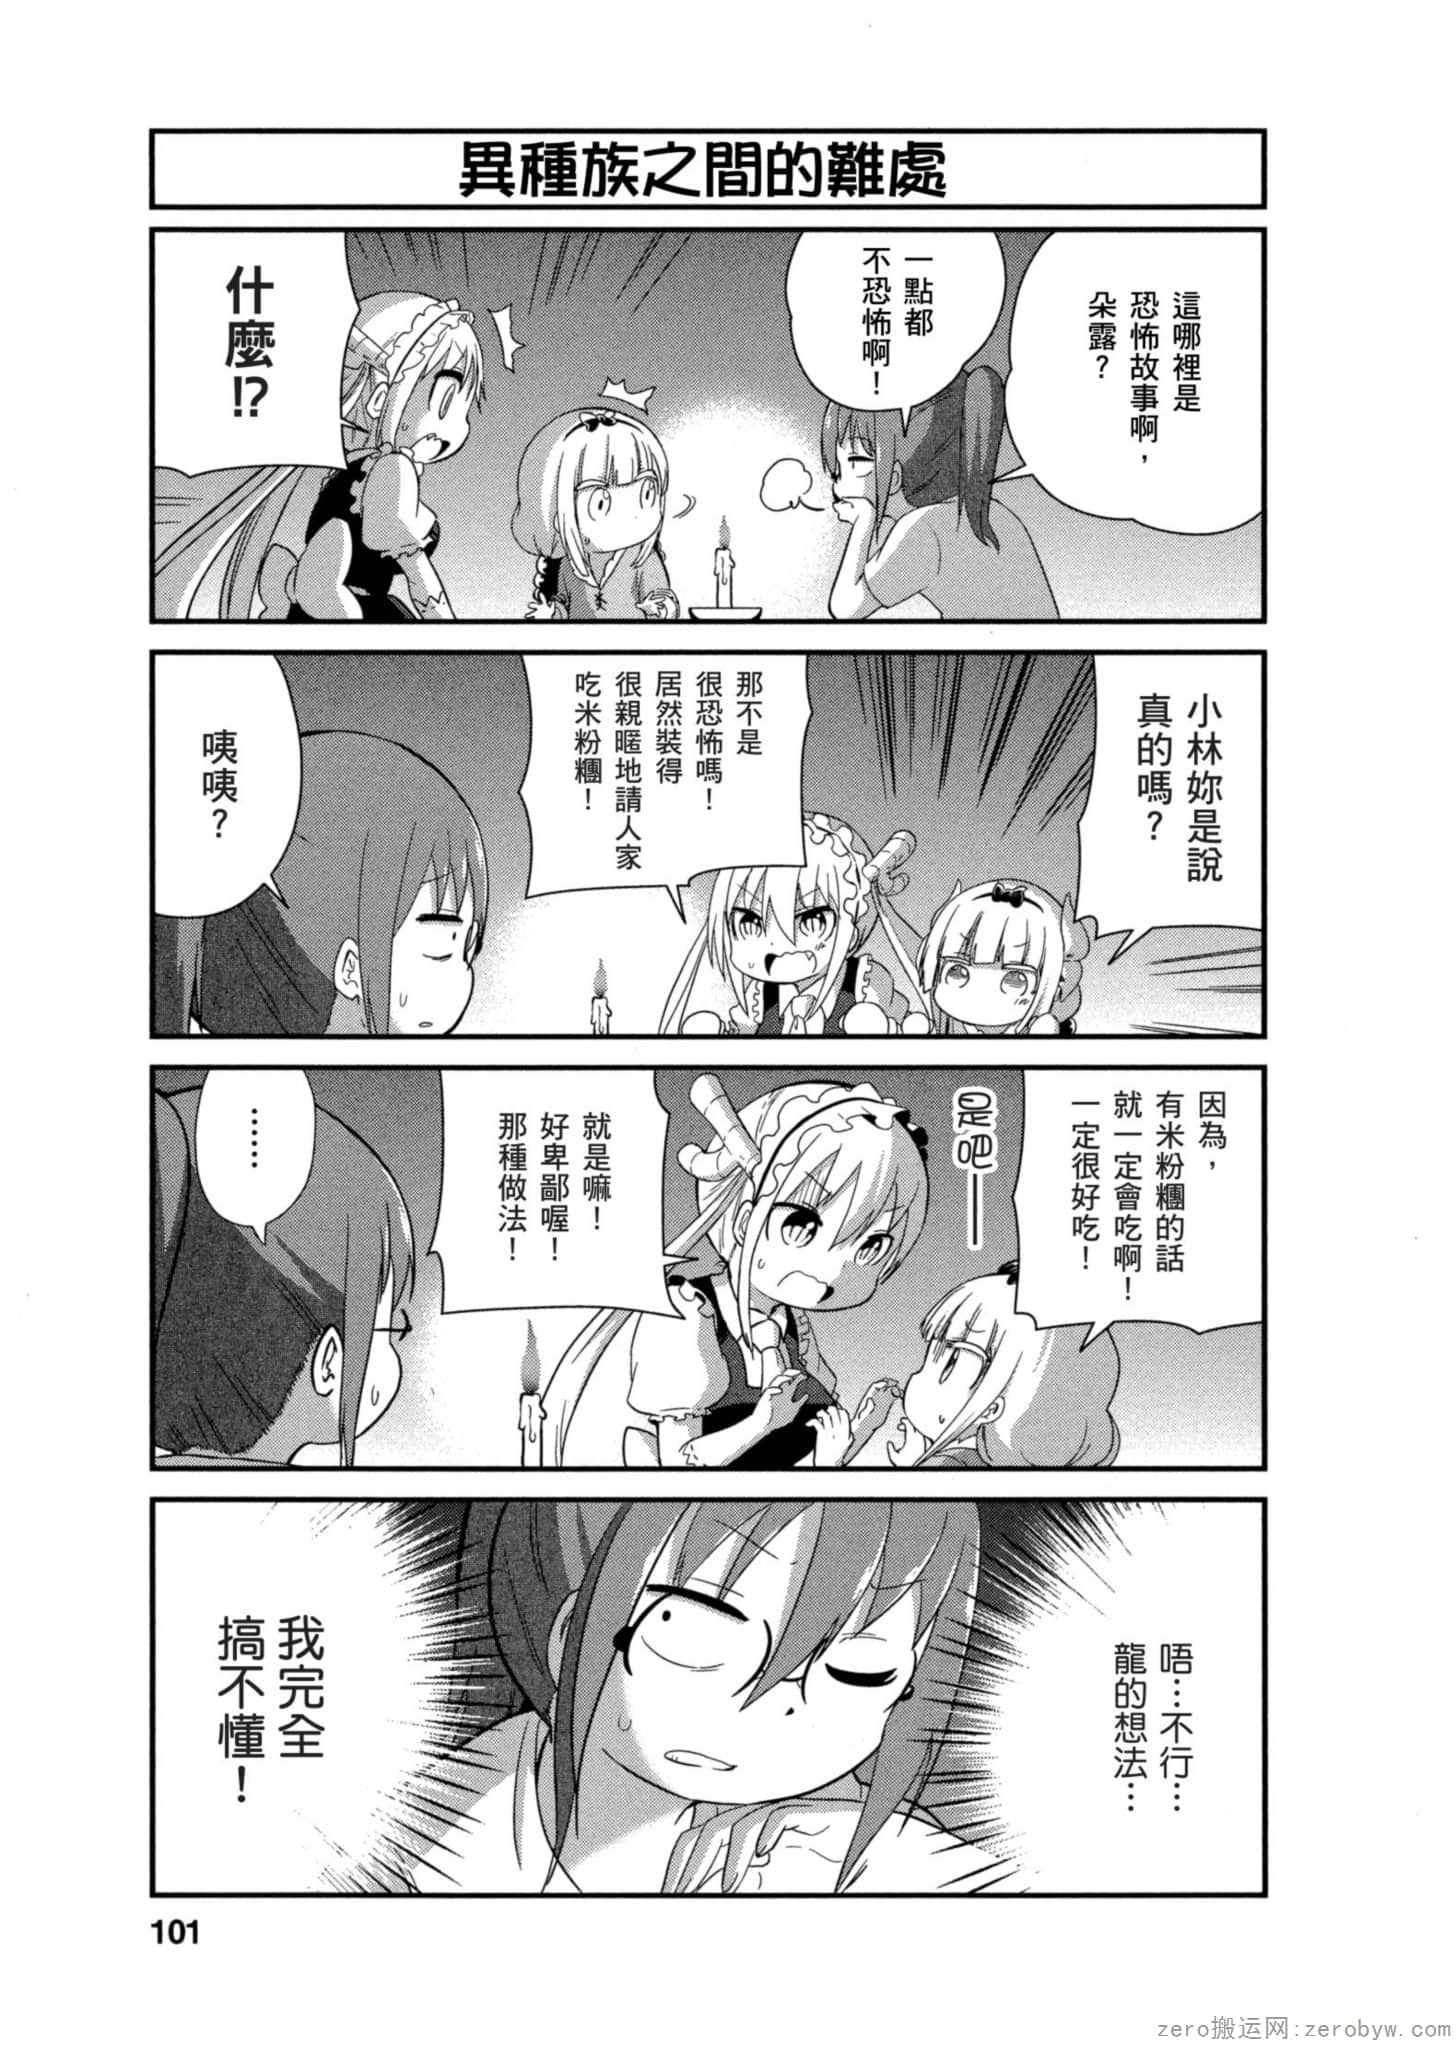 異種族之間的難處
這哪裡是
恐怖故事啊，
朵露？
一點都
不恐怖啊！
什麼!?
小林妳是說
真的嗎？
那不是
很恐怖嗎！
居然裝得
很親暱地請人家
吃米粉糰！
咦咦？
因為，
有米粉糰的話
就一定會吃啊！
一定很好吃！
是吧──
就是嘛！
好卑鄙喔！
那種做法！
……
唔…不行…
龍的想法…
我完全
搞不懂！
101
zero搬运网:zerobyw.com